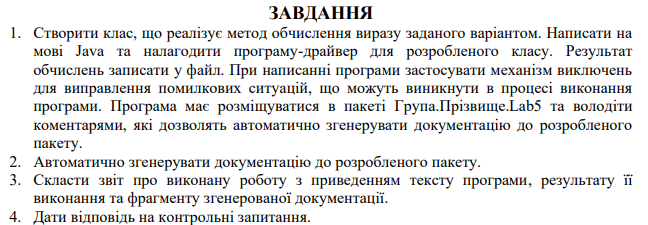 ЗАВДАННЯ
1. Створити клас, що реалізує метод обчислення виразу заданого варіантом. Написати на
мові Java та налагодити програму-драйвер для розробленого класу. Результат
обчислень записати у файл. При написанні програми застосувати механізм виключень
для виправлення помилкових ситуацій, що можуть виникнути в процесі виконання
програми. Програма має розміщуватися в пакеті Група.Прізвище.Lab5 та володіти
коментарями, які дозволять автоматично згенерувати документацію до розробленого
пакету.
2. Автоматично згенерувати документацію до розробленого пакету.
3. Скласти звіт про виконану роботу з приведенням тексту програми, результату її
виконання та фрагменту згенерованої документації.
4. Дати відповідь на контрольні запитання.